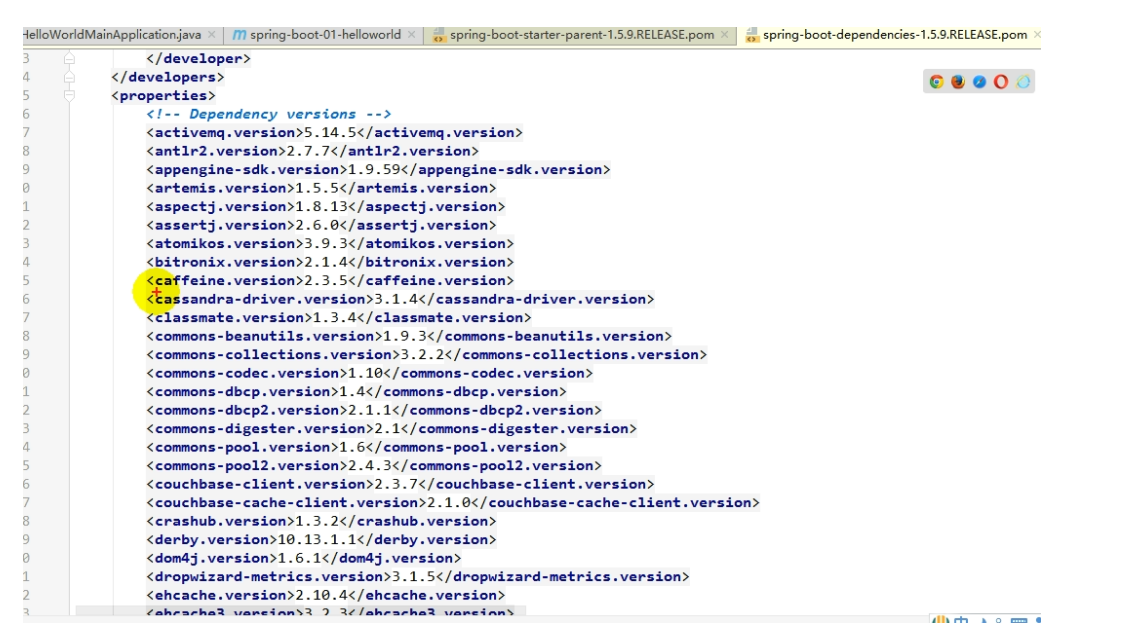 HelloWorldMainApplication.java × m spring-boot-01-helloworld × spring-boot-starter-parent-1.5.9.RELEASE.pom × spring-boot-dependencies-1.5.9.RELEASE.pom ×
3 </developer>
4 </developers>
5 <properties>
6 <!-- Dependency versions -->
7 <activemq.version>5.14.5</activemq.version>
8 <antlr2.version>2.7.7</antlr2.version>
9 <appengine-sdk.version>1.9.59</appengine-sdk.version>
0 <artemis.version>1.5.5</artemis.version>
1 <aspectj.version>1.8.13</aspectj.version>
2 <assertj.version>2.6.0</assertj.version>
3 <atomikos.version>3.9.3</atomikos.version>
4 <bitronix.version>2.1.4</bitronix.version>
5 <caffeine.version>2.3.5</caffeine.version>
6 <cassandra-driver.version>3.1.4</cassandra-driver.version>
7 <classmate.version>1.3.4</classmate.version>
8 <commons-beanutils.version>1.9.3</commons-beanutils.version>
9 <commons-collections.version>3.2.2</commons-collections.version>
0 <commons-codec.version>1.10</commons-codec.version>
1 <commons-dbcp.version>1.4</commons-dbcp.version>
2 <commons-dbcp2.version>2.1.1</commons-dbcp2.version>
3 <commons-digester.version>2.1</commons-digester.version>
4 <commons-pool.version>1.6</commons-pool.version>
5 <commons-pool2.version>2.4.3</commons-pool2.version>
6 <couchbase-client.version>2.3.7</couchbase-client.version>
7 <couchbase-cache-client.version>2.1.0</couchbase-cache-client.version>
8 <crashub.version>1.3.2</crashub.version>
9 <derby.version>10.13.1.1</derby.version>
0 <dom4j.version>1.6.1</dom4j.version>
1 <dropwizard-metrics.version>3.1.5</dropwizard-metrics.version>
2 <ehcache.version>2.10.4</ehcache.version>
3 <ehcache3.version>3.2.3</ehcache3.version>